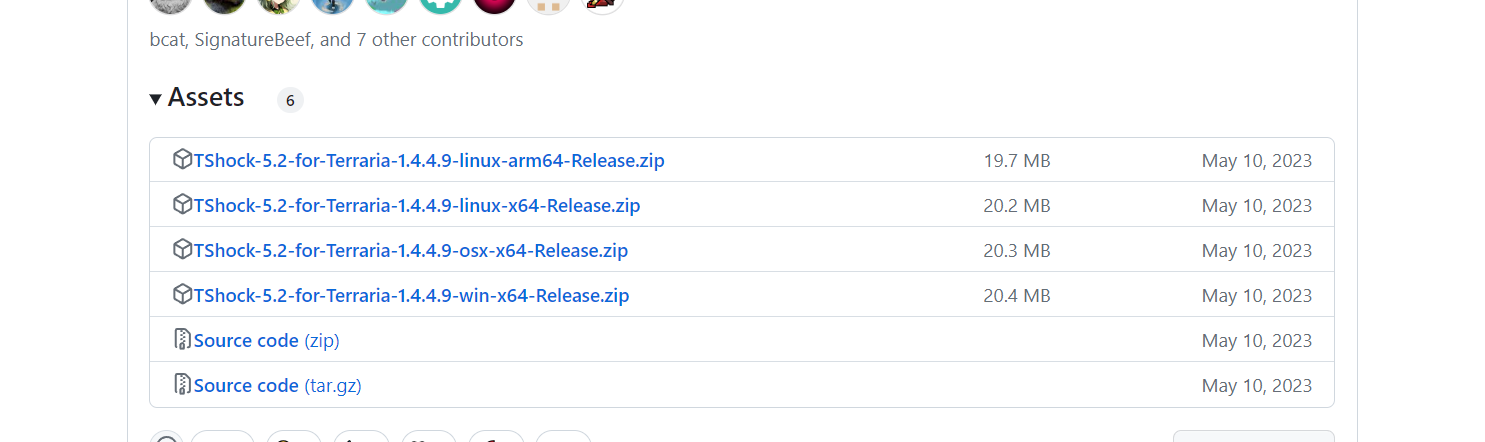 bcat, SignatureBeef, and 7 other contributors
Assets 6
TShock-5.2-for-Terraria-1.4.4.9-linux-arm64-Release.zip 19.7 MB May 10, 2023
TShock-5.2-for-Terraria-1.4.4.9-linux-x64-Release.zip 20.2 MB May 10, 2023
TShock-5.2-for-Terraria-1.4.4.9-osx-x64-Release.zip 20.3 MB May 10, 2023
TShock-5.2-for-Terraria-1.4.4.9-win-x64-Release.zip 20.4 MB May 10, 2023
Source code (zip) May 10, 2023
Source code (tar.gz) May 10, 2023